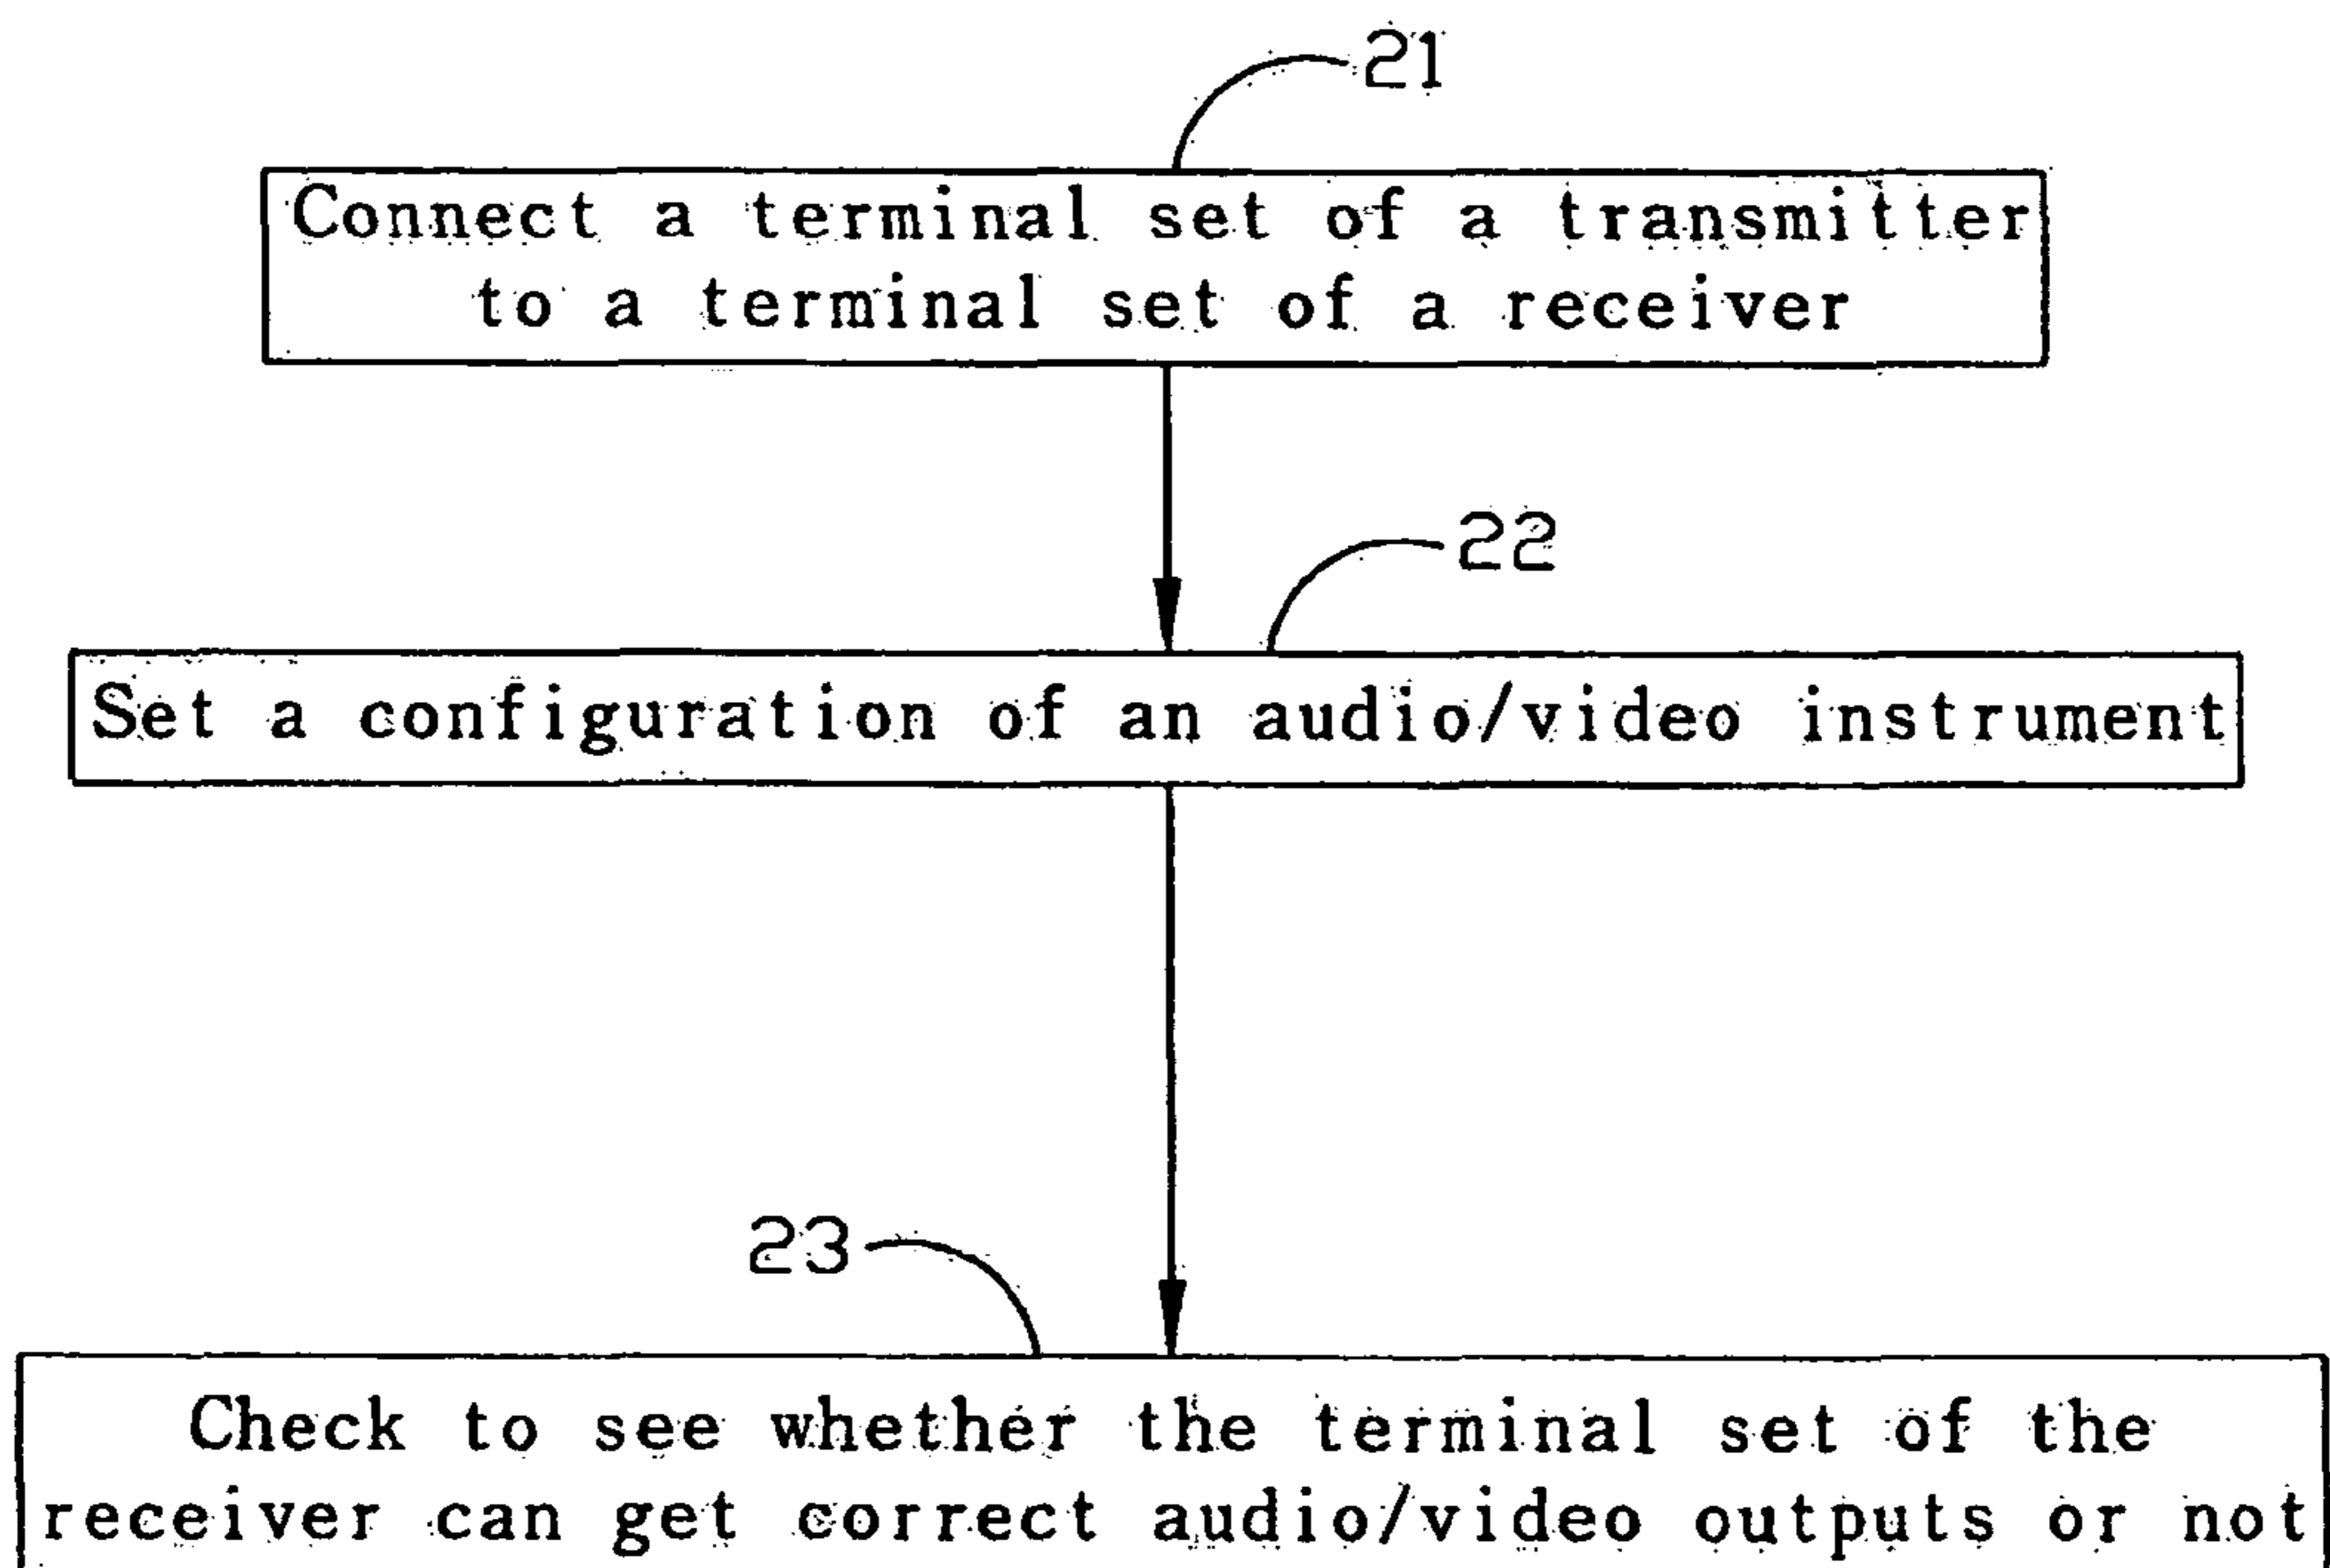 21
Connect a terminal set of a transmitter
to a terminal set of a receiver
22
Set a configuration of an audio/video instrument
23
Check to see whether the terminal set of the
receiver can get correct audio/video outputs or not